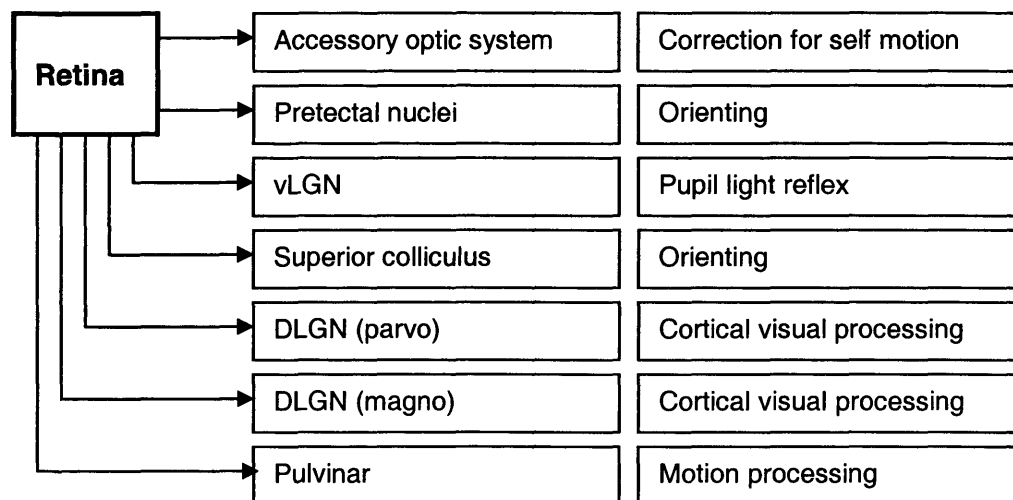 Retina
Accessory optic system
Correction for self motion
Pretectal nuclei
Orienting
vLGN
Pupil light reflex
Superior colliculus
Orienting
DLGN (parvo)
Cortical visual processing
DLGN (magno)
Cortical visual processing
Pulvinar
Motion processing